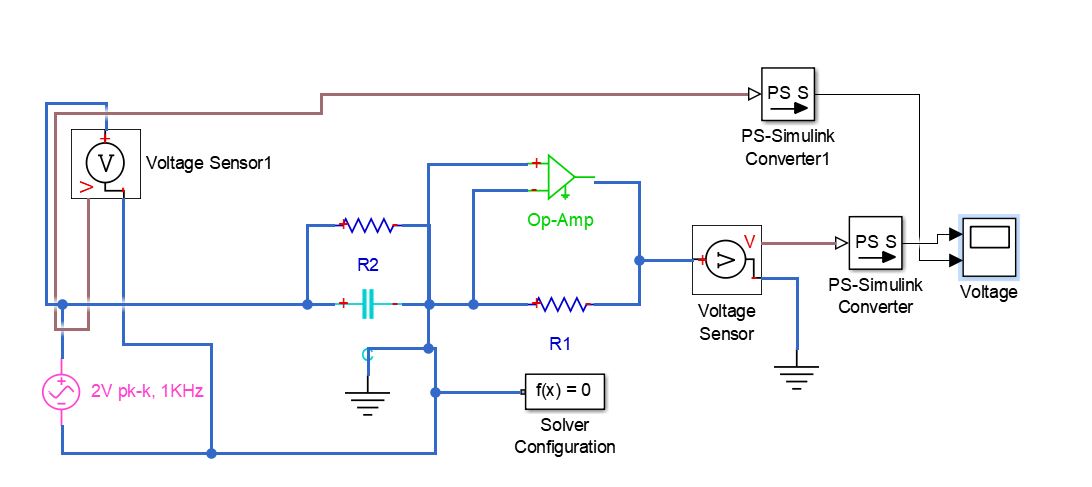 PS S
PS-Simulink
Converter1
+
V
V
Voltage Sensor1
+
-
Op-Amp
+
-
R2
V
V
+
-
PS S
PS-Simulink
Converter
Voltage
+
-
C
+
-
R1
Voltage
Sensor
2V pk-k, 1KHz
f(x) = 0
Solver
Configuration